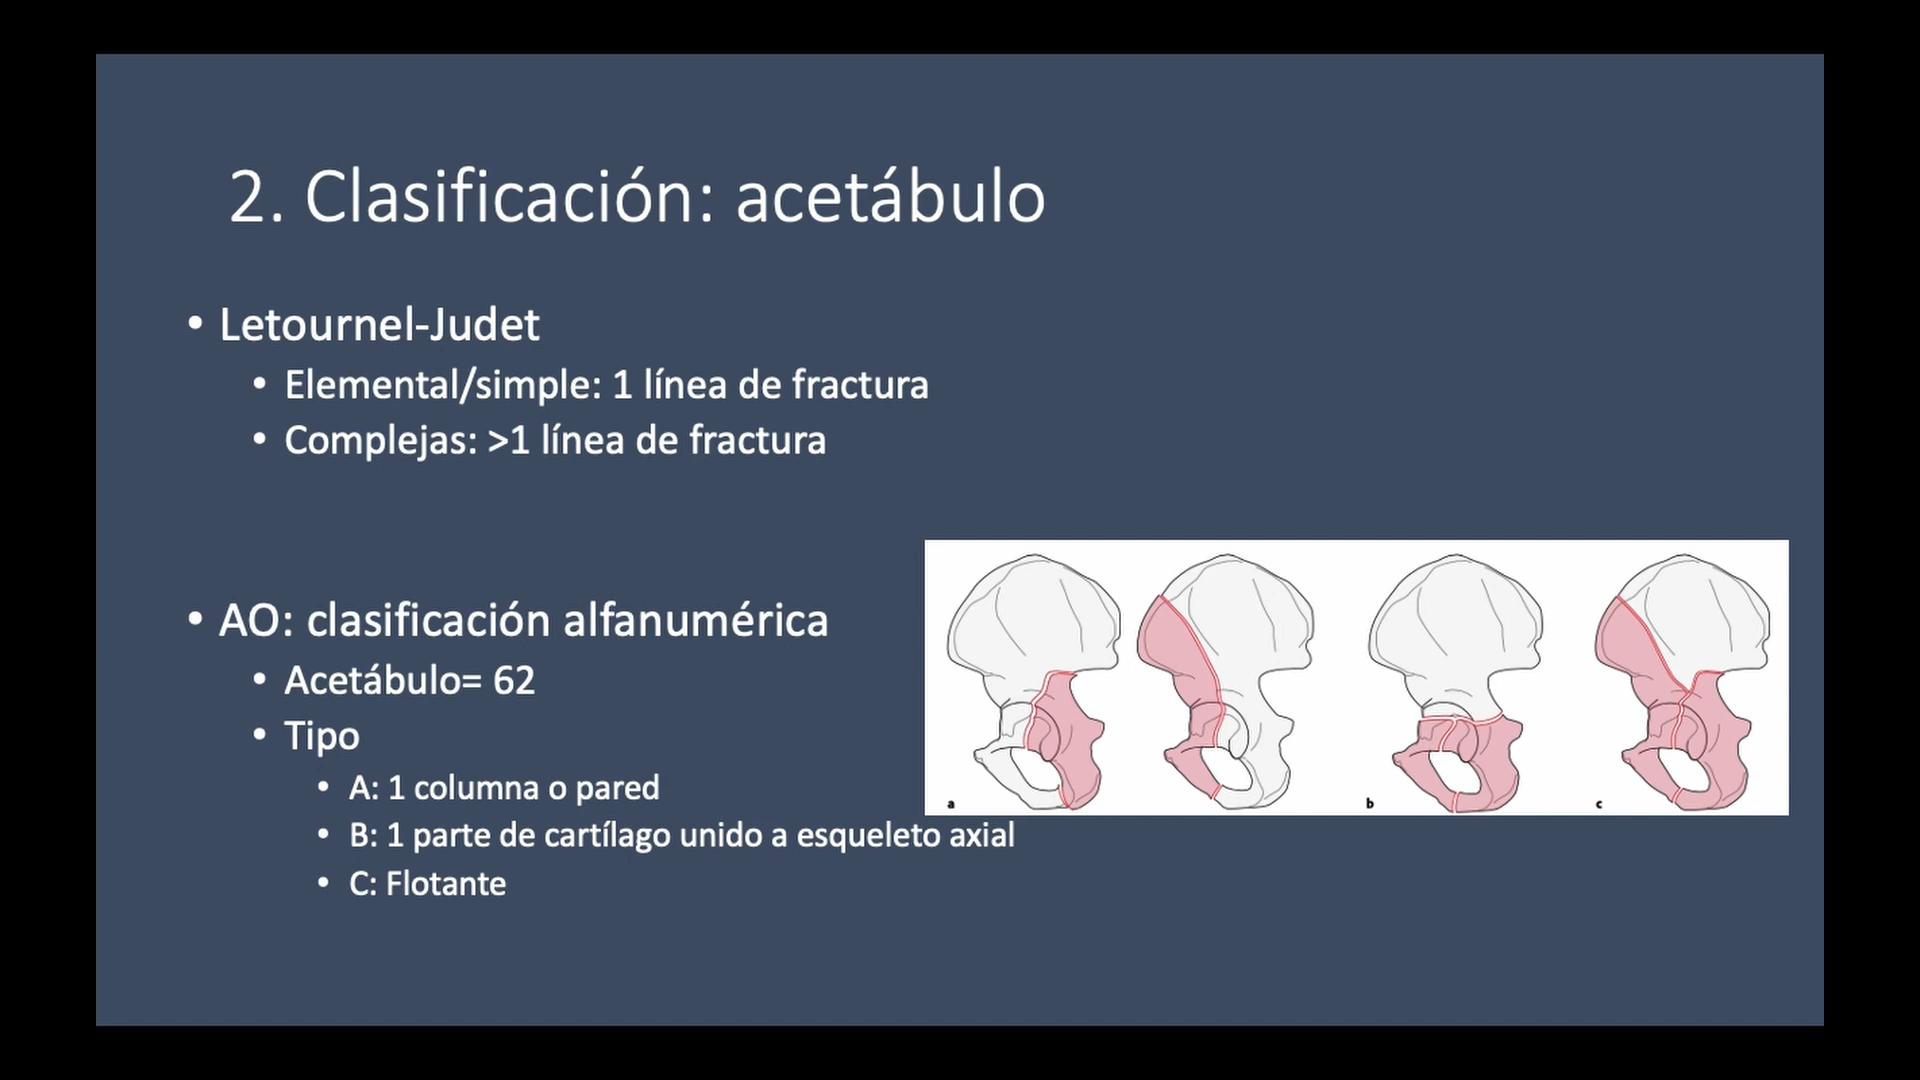 2. Clasificación: acetábulo
• Letournel-Judet
• Elemental/simple: 1 línea de fractura
• Complejas: >1 línea de fractura
• AO: clasificación alfanumérica
• Acetábulo= 62
• Tipo
• A: 1 columna o pared
• B: 1 parte de cartílago unido a esqueleto axial
• C: Flotante
a b c